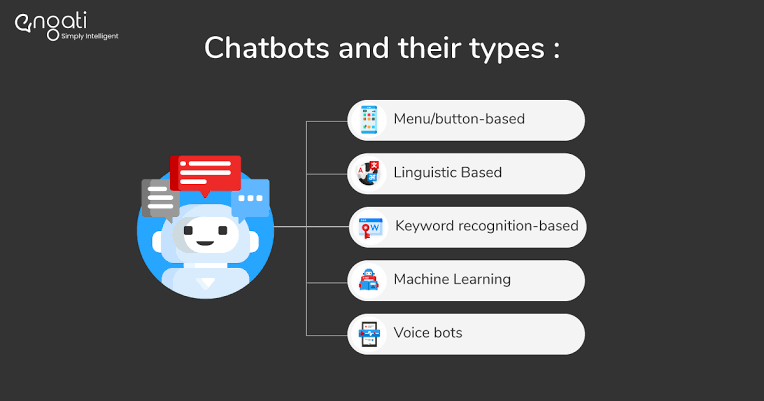 engati
Simply Intelligent
Chatbots and their types :
Menu/button-based
Linguistic Based
Keyword recognition-based
Machine Learning
Voice bots
A
文
W